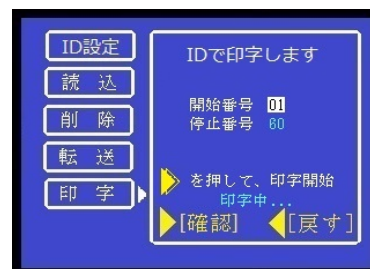 ID設定
読 込
削 除
転 送
印 字
IDで印字します
開始番号 01
停止番号 60
を押して、印字開始
印字中...
[確認] [戻す]